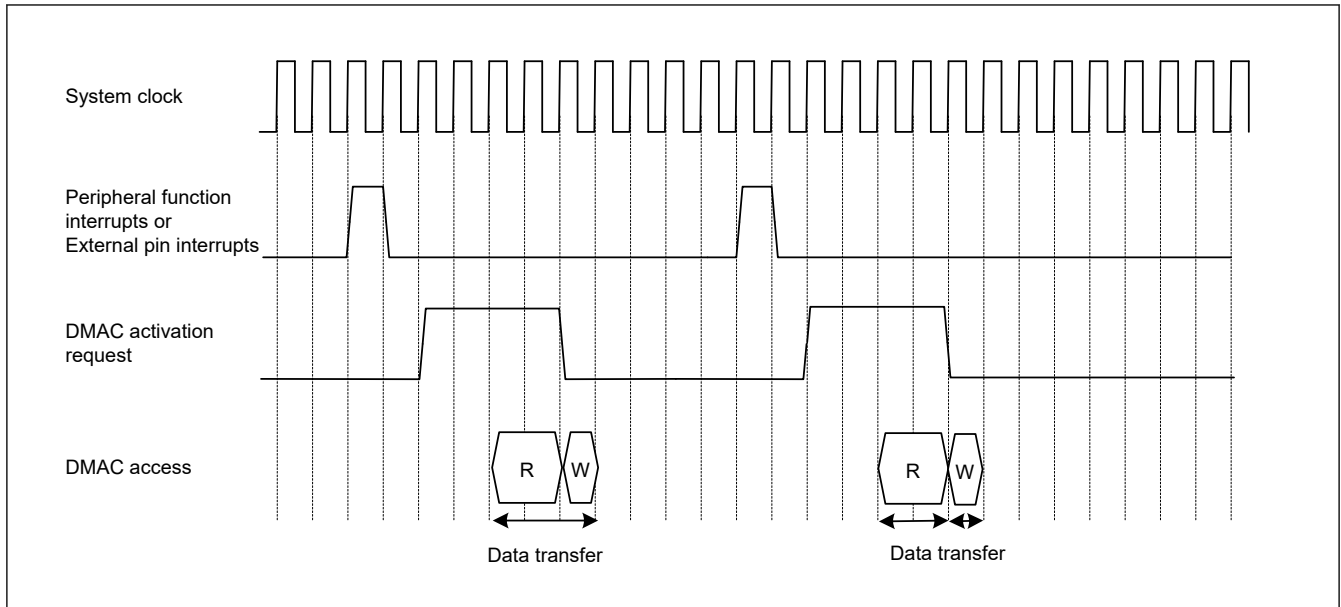 System clock
Peripheral function
interrupts or
External pin interrupts
DMAC activation
request
DMAC access
R
W
R
W
Data transfer
Data transfer